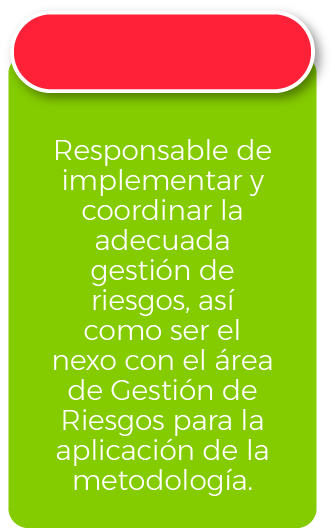 Responsable de
implementar y
coordinar la
adecuada
gestión de
riesgos, así
como ser el
nexo con el área
de Gestión de
Riesgos para la
aplicación de la
metodología.